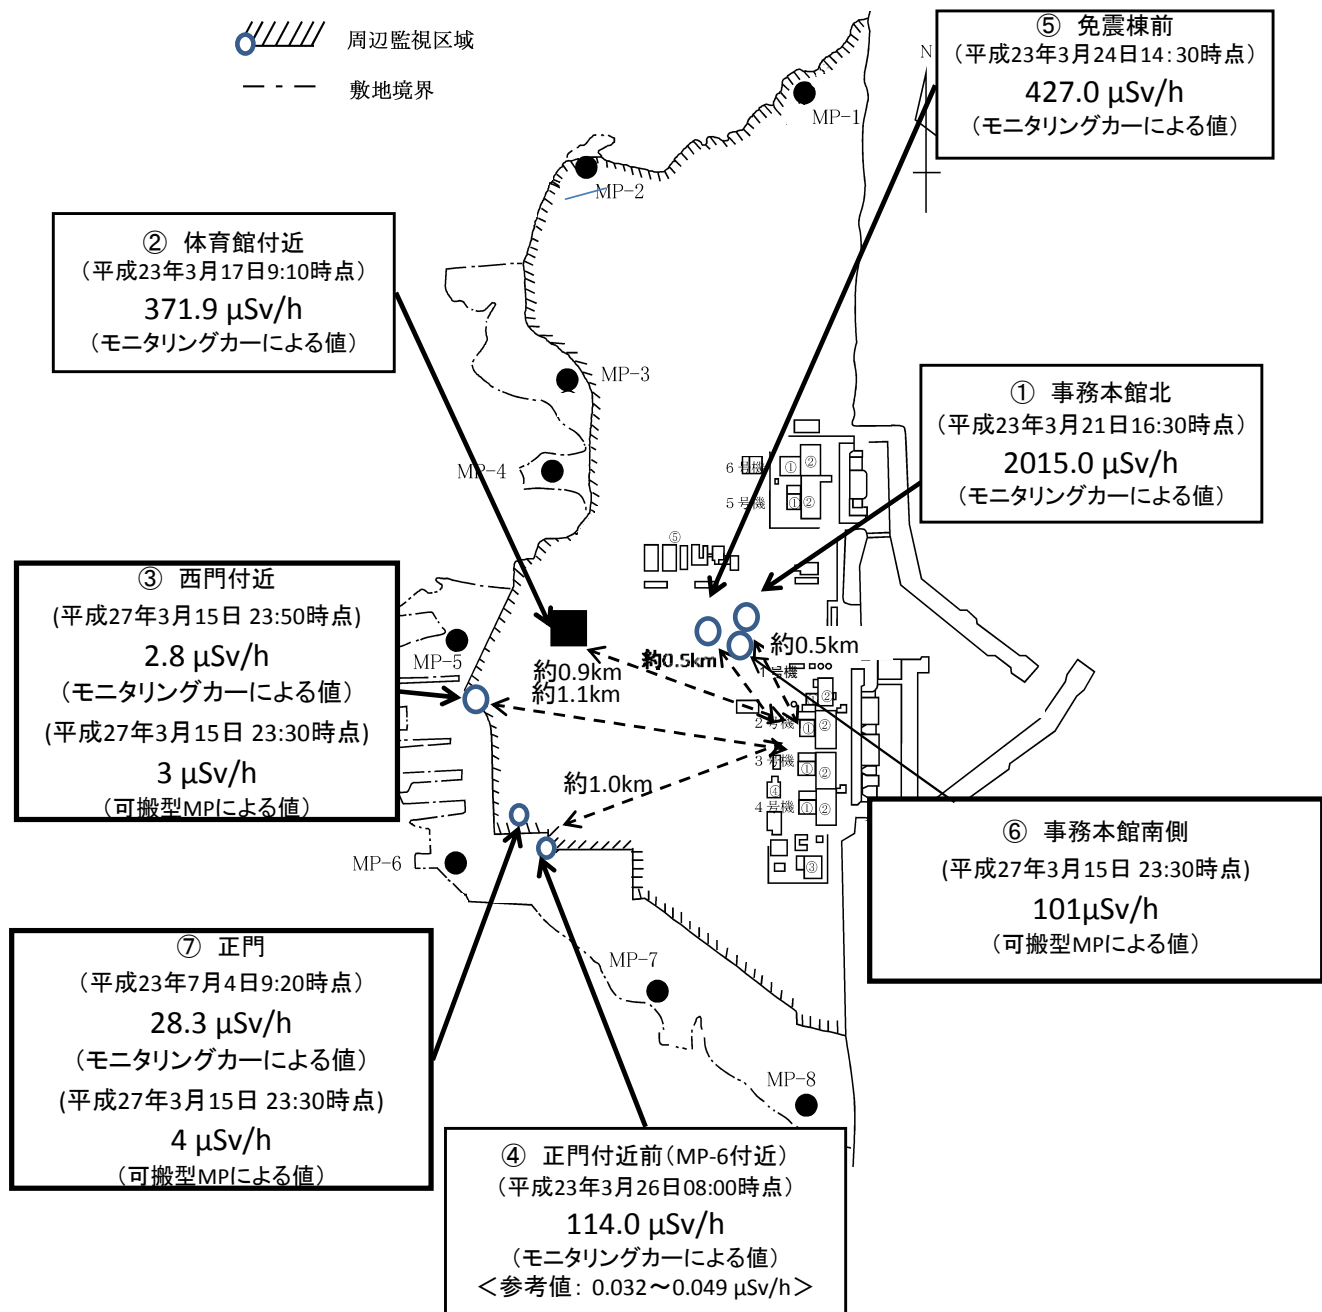 周辺監視区域
敷地境界
⑤ 免震棟前
(平成23年3月24日14:30時点)
427.0 μSv/h
(モニタリングカーによる値)
N
MP-1
MP-2
② 体育館付近
(平成23年3月17日9:10時点)
371.9 μSv/h
(モニタリングカーによる値)
MP-3
① 事務本館北
(平成23年3月21日16:30時点)
2015.0 μSv/h
(モニタリングカーによる値)
MP-4
6号機
① ②
5号機
① ②
⑤
③ 西門付近
(平成27年3月15日 23:50時点)
2.8 μSv/h
(モニタリングカーによる値)
(平成27年3月15日 23:30時点)
3 μSv/h
(可搬型MPによる値)
MP-5
約0.9km
約1.1km
約0.5km
約0.5km
1号機
②
2号機
① ②
3号機
① ②
④
4号機
① ②
③
約1.0km
MP-6
⑥ 事務本館南側
(平成27年3月15日 23:30時点)
101μSv/h
(可搬型MPによる値)
⑦ 正門
(平成23年7月4日9:20時点)
28.3 μSv/h
(モニタリングカーによる値)
(平成27年3月15日 23:30時点)
4 μSv/h
(可搬型MPによる値)
MP-7
MP-8
④ 正門付近前(MP-6付近)
(平成23年3月26日08:00時点)
114.0 μSv/h
(モニタリングカーによる値)
<参考値: 0.032~0.049 μSv/h>